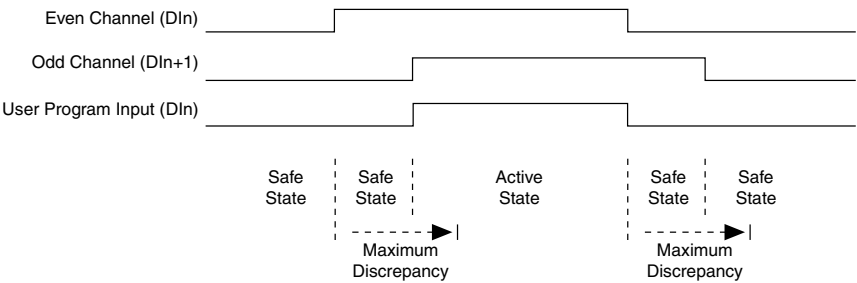 Even Channel (DIn)
Odd Channel (DIn+1)
User Program Input (DIn)
Safe State
Safe State
Active State
Safe State
Safe State
Maximum Discrepancy
Maximum Discrepancy